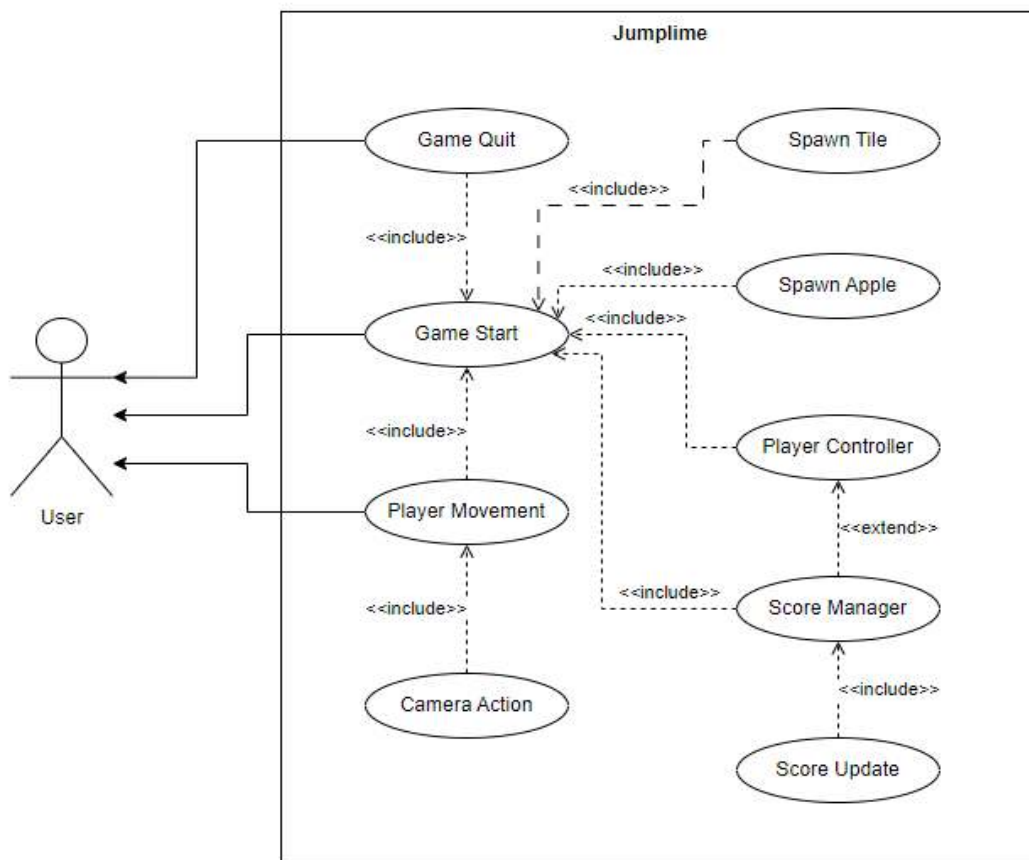 Jumplime
Game Quit
Spawn Tile
<<include>>
<<include>>
<<include>>
Spawn Apple
<<include>>
Game Start
<<include>>
Player Controller
Player Movement
User
<<extend>>
<<include>>
<<include>>
Score Manager
<<include>>
Camera Action
Score Update